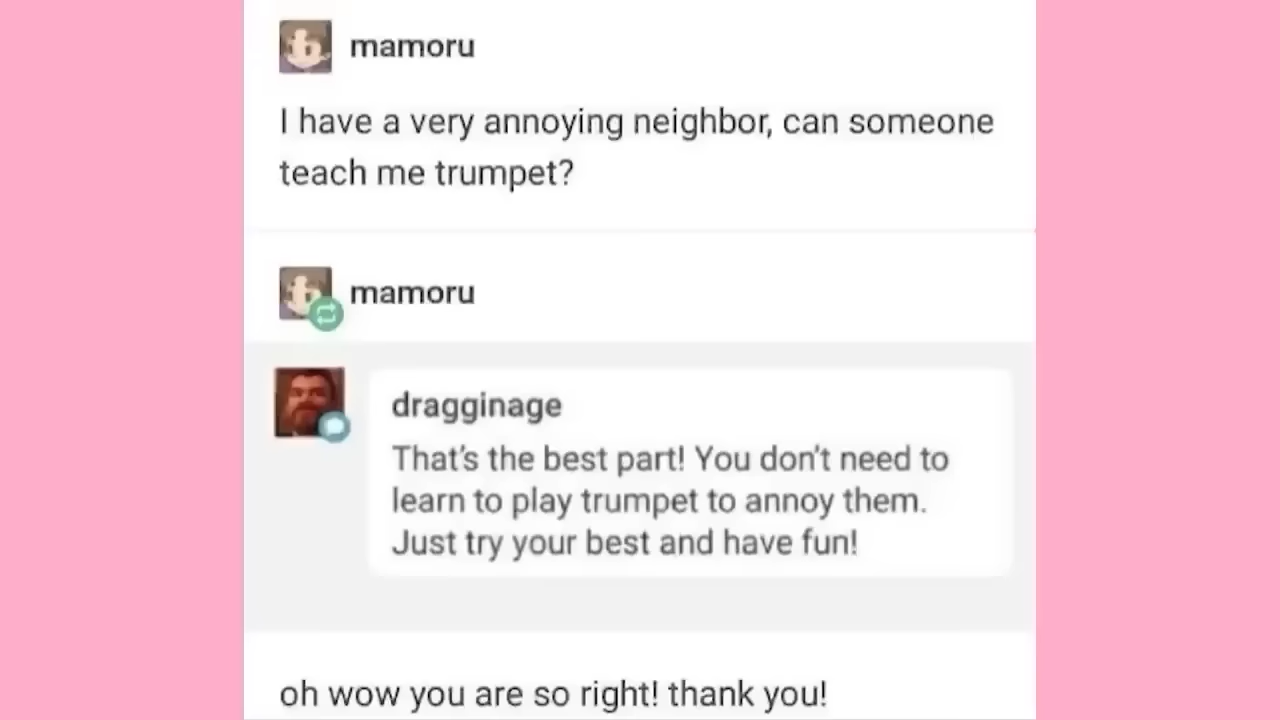 mamoru
I have a very annoying neighbor, can someone
teach me trumpet?
mamoru
dragginage
That's the best part! You don't need to
learn to play trumpet to annoy them.
Just try your best and have fun!
oh wow you are so right! thank you!